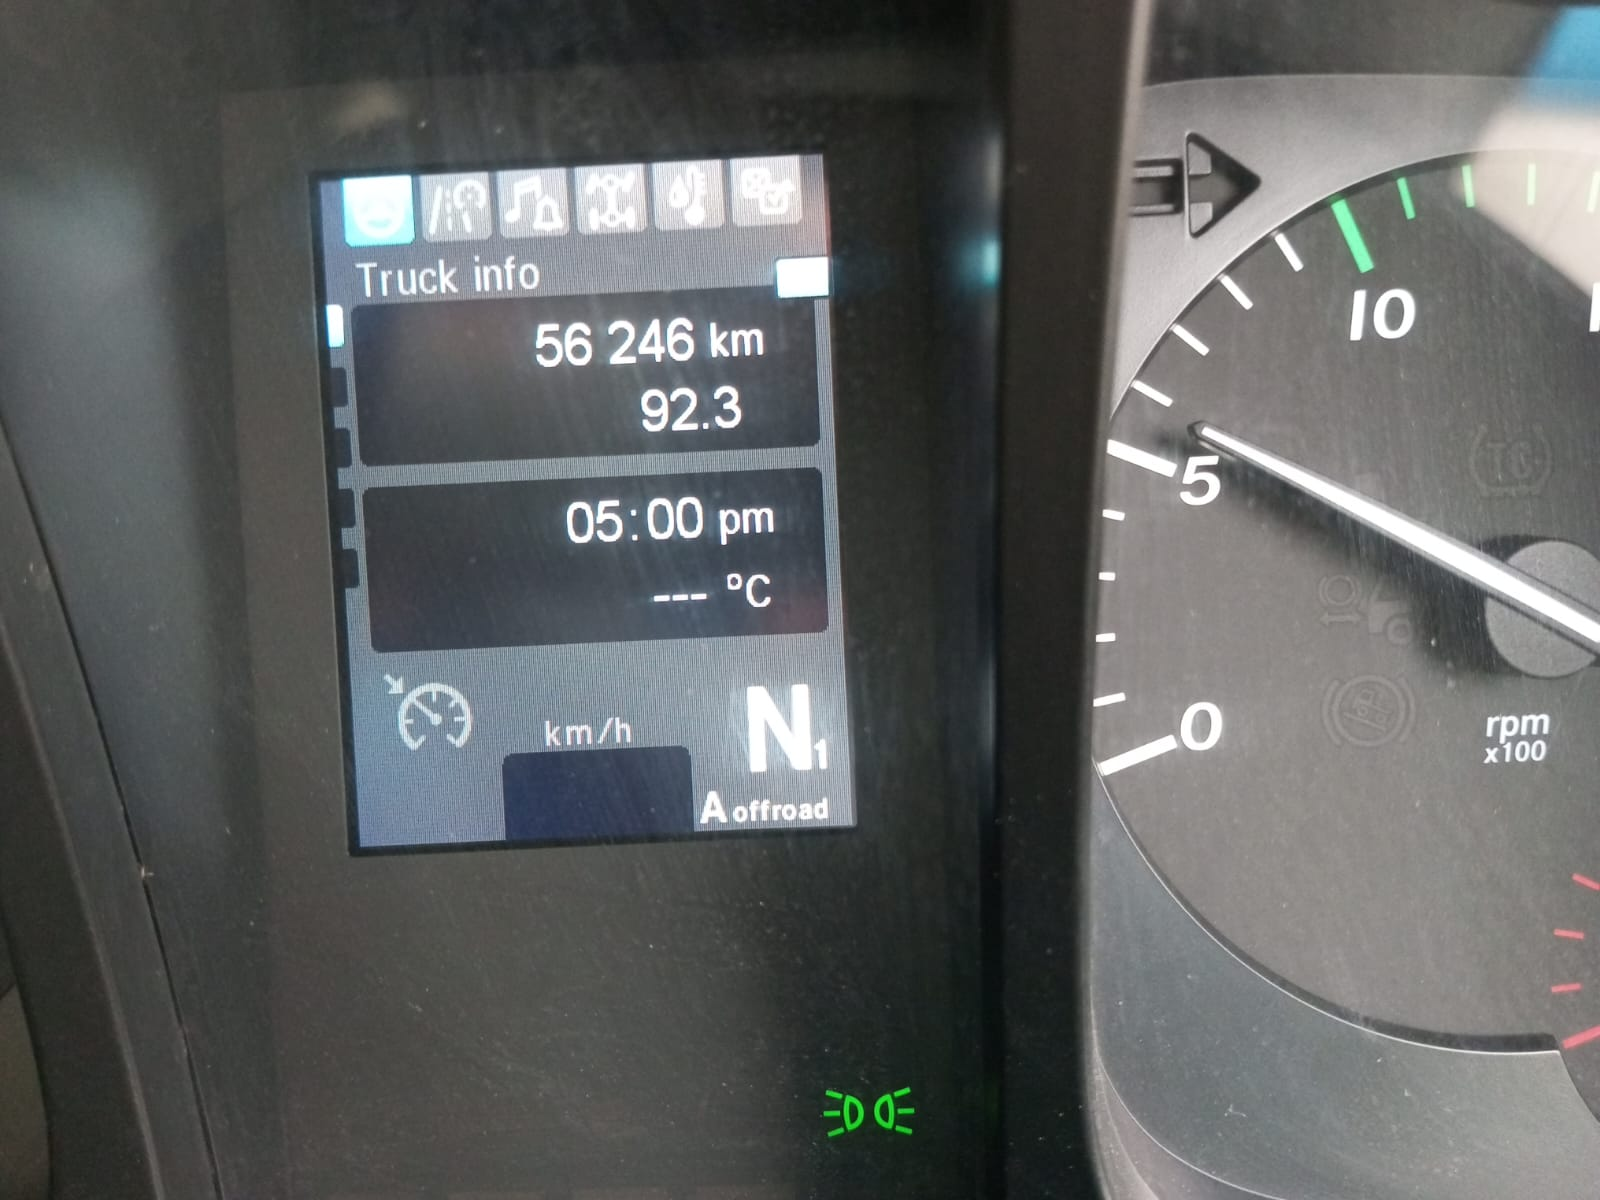 Truck info
56 246 km
92.3
05:00 pm
--- °C
km/h
N1
A offroad
10
5
0
rpm
x100